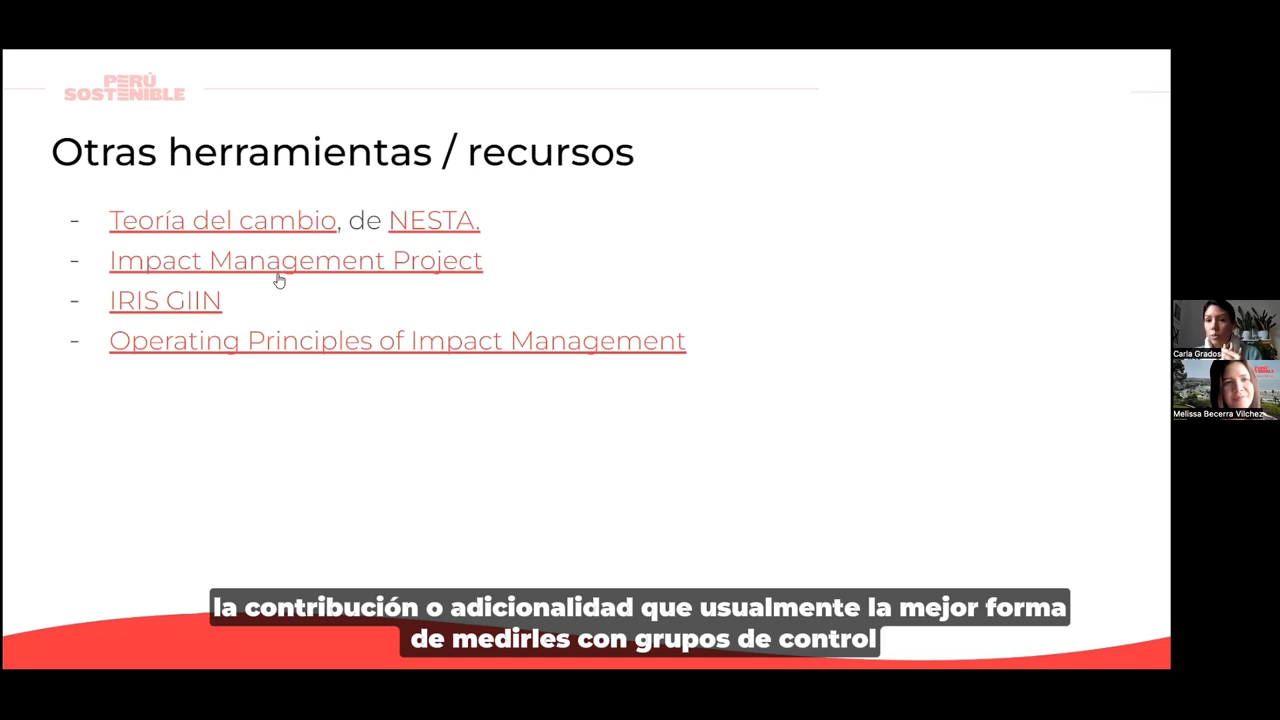 PERÚ
SOSTENIBLE
Otras herramientas / recursos
- Teoría del cambio, de NESTA.
- Impact Management Project
- IRIS GIIN
- Operating Principles of Impact Management
Carla Grados
Melissa Becerra Vilchez
la contribución o adicionalidad que usualmente la mejor forma
de medirles con grupos de control